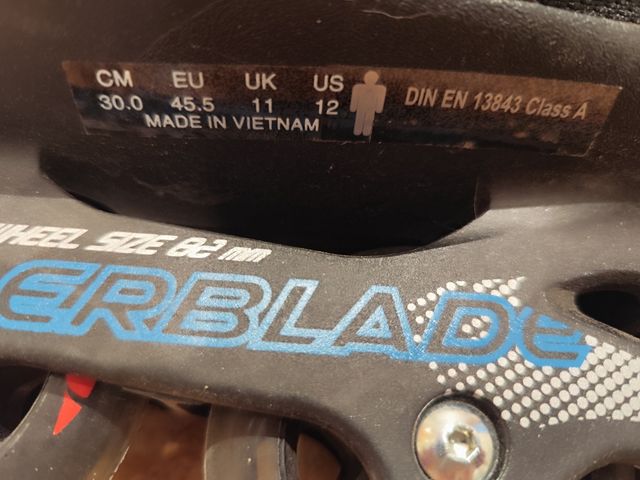 CM EU UK US
30.0 45.5 11 12
MADE IN VIETNAM
DIN EN 13843 Class A
WHEEL SIZE 82 mm
ERBLADE